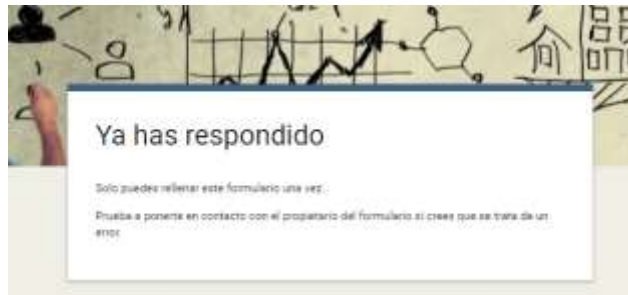 Ya has respondido
Solo puedes rellenar este formulario una vez.
Prueba a ponerte en contacto con el propietario del formulario si crees que se trata de un
error.